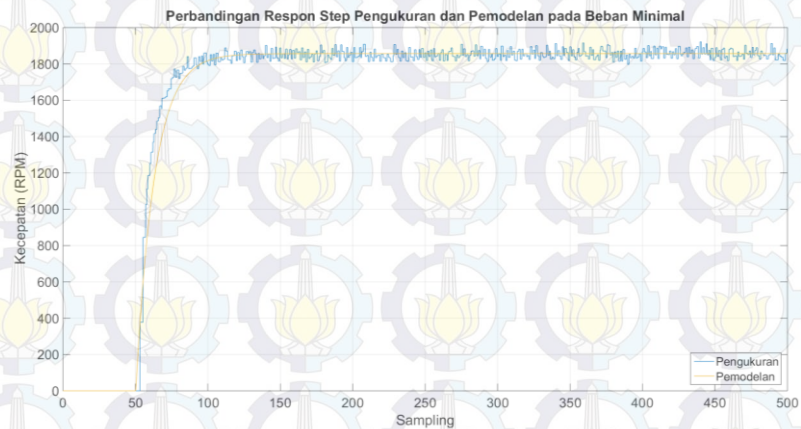 Perbandingan Respon Step Pengukuran dan Pemodelan pada Beban Minimal
2000
1800
1600
1400
1200
1000
800
600
400
200
0
Kecepatan (RPM)
0 50 100 150 200 250 300 350 400 450 500
Sampling
Pengukuran
Pemodelan